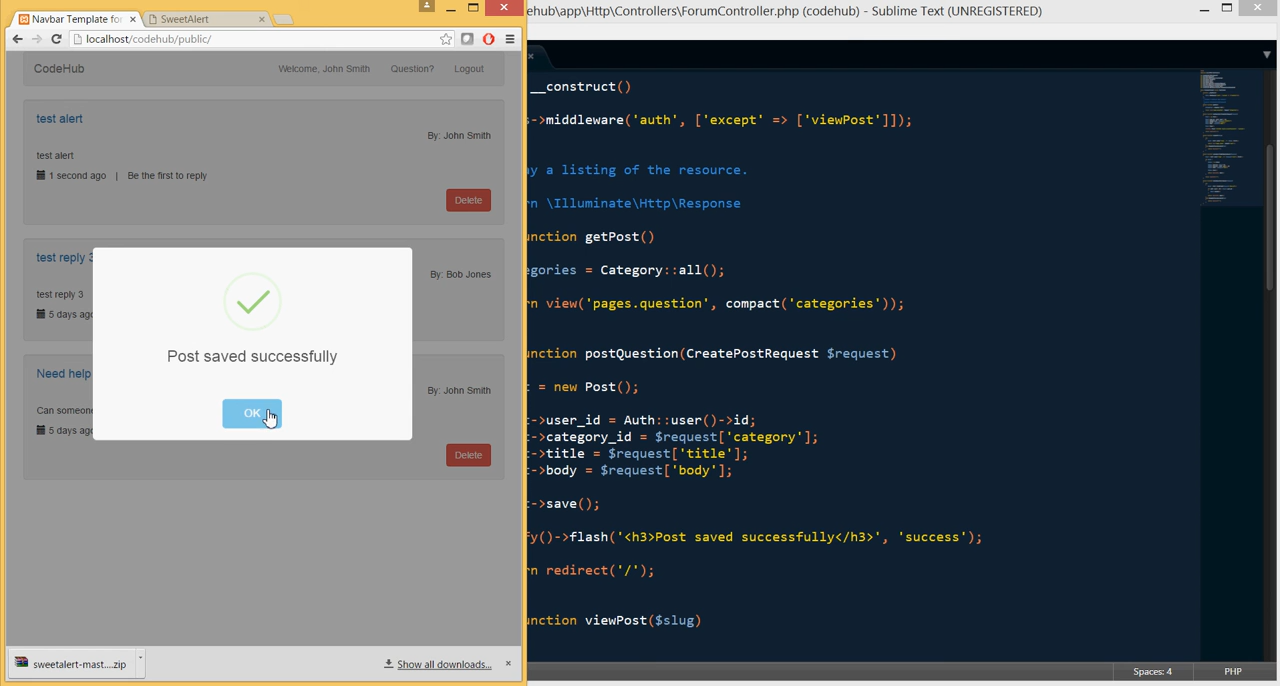 Navbar Template for
SweetAlert
localhost/codehub/public/
CodeHub
Welcome, John Smith
Question?
Logout
test alert
By: John Smith
test alert
1 second ago | Be the first to reply
Delete
test reply 3
By: Bob Jones
test reply 3
5 days ago
Post saved successfully
OK
Need help
By: John Smith
Can someone
5 days ago
Delete
sweetalert-mast....zip
Show all downloads...
ehub\app\Http\Controllers\ForumController.php (codehub) - Sublime Text (UNREGISTERED)
__construct()
->middleware('auth', ['except' => ['viewPost']]);
y a listing of the resource.
rn \Illuminate\Http\Response
unction getPost()
egories = Category::all();
rn view('pages.question', compact('categories'));
unction postQuestion(CreatePostRequest $request)
t = new Post();
t->user_id = Auth::user()->id;
t->category_id = $request['category'];
t->title = $request['title'];
t->body = $request['body'];
t->save();
fy()->flash('<h3>Post saved successfully</h3>', 'success');
rn redirect('/');
unction viewPost($slug)
Spaces: 4
PHP